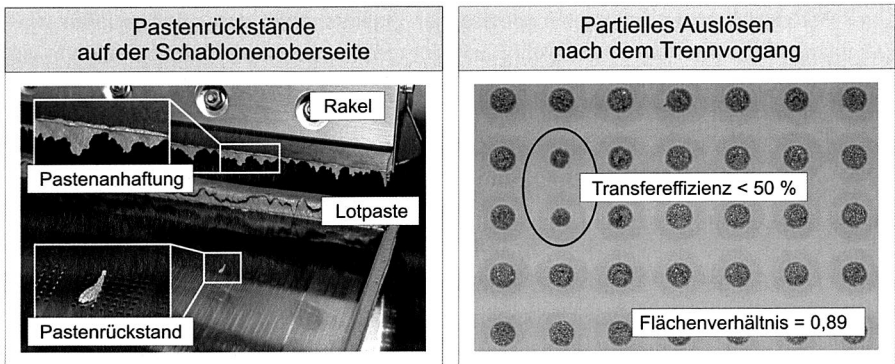 Pastenrückstände
auf der Schablonenoberseite
Rakel
Pastenanhaftung
Lotpaste
Pastenrückstand
Partielles Auslösen
nach dem Trennvorgang
Transfereffizienz < 50 %
Flächenverhältnis = 0,89